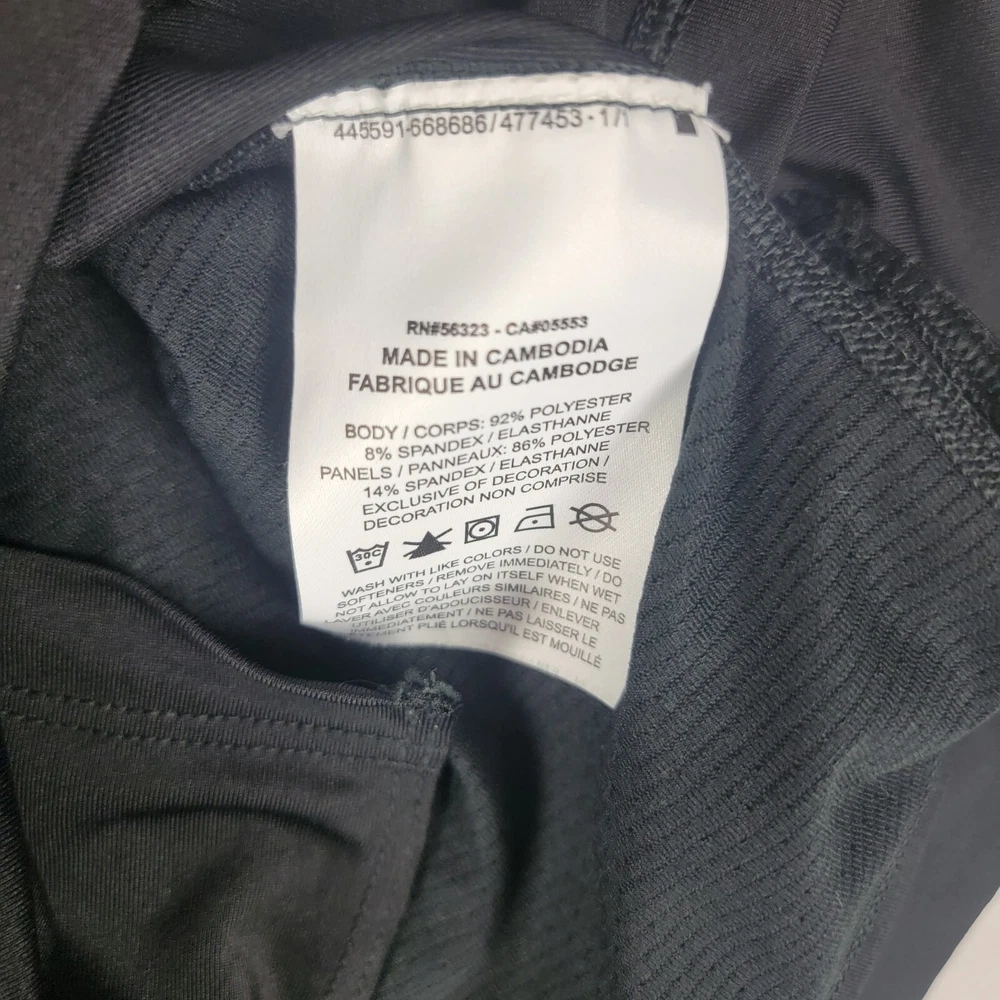 445591-668686/477453 · 1/1
RN#56323 - CA#05553
MADE IN CAMBODIA
FABRIQUE AU CAMBODGE
BODY / CORPS: 92% POLYESTER
8% SPANDEX / ELASTHANNE
PANELS / PANNEAUX: 86% POLYESTER
14% SPANDEX / ELASTHANNE
EXCLUSIVE OF DECORATION /
DECORATION NON COMPRISE
30C
WASH WITH LIKE COLORS / DO NOT USE
SOFTENERS / REMOVE IMMEDIATELY / DO
NOT ALLOW TO LAY ON ITSELF WHEN WET
LAVER AVEC COULEURS SIMILAIRES / NE PAS
UTILISER D'ADOUCISSEUR / ENLEVER
IMMEDIATEMENT / NE PAS LAISSER LE
PLIÉ LORSQU'IL EST MOUILLÉ